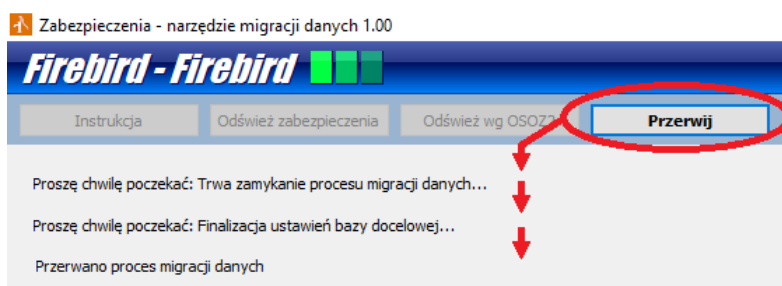 Zabezpieczenia - narzędzie migracji danych 1.00
Firebird - Firebird
Instrukcja Odśwież zabezpieczenia Odśwież wg OSOZ2 Przerwij
Proszę chwilę poczekać: Trwa zamykanie procesu migracji danych...
Proszę chwilę poczekać: Finalizacja ustawień bazy docelowej...
Przerwano proces migracji danych